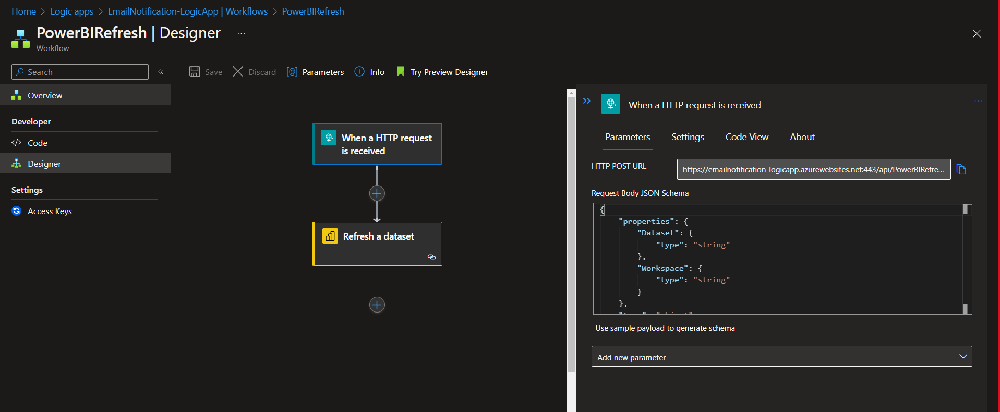 Home > Logic apps > EmailNotification-LogicApp | Workflows > PowerBIRefresh
PowerBIRefresh | Designer ...
Workflow
Search
«
Overview
Developer
</> Code
Designer
Settings
Access Keys
Save Discard [@] Parameters Info Try Preview Designer
When a HTTP request
is received
Refresh a dataset
When a HTTP request is received
...
Parameters Settings Code View About
HTTP POST URL
https://emailnotification-logicapp.azurewebsites.net:443/api/PowerBIRefre...
Request Body JSON Schema
{
"properties": {
"Dataset": {
"type": "string"
},
"Workspace": {
"type": "string"
}
},
Use sample payload to generate schema
Add new parameter